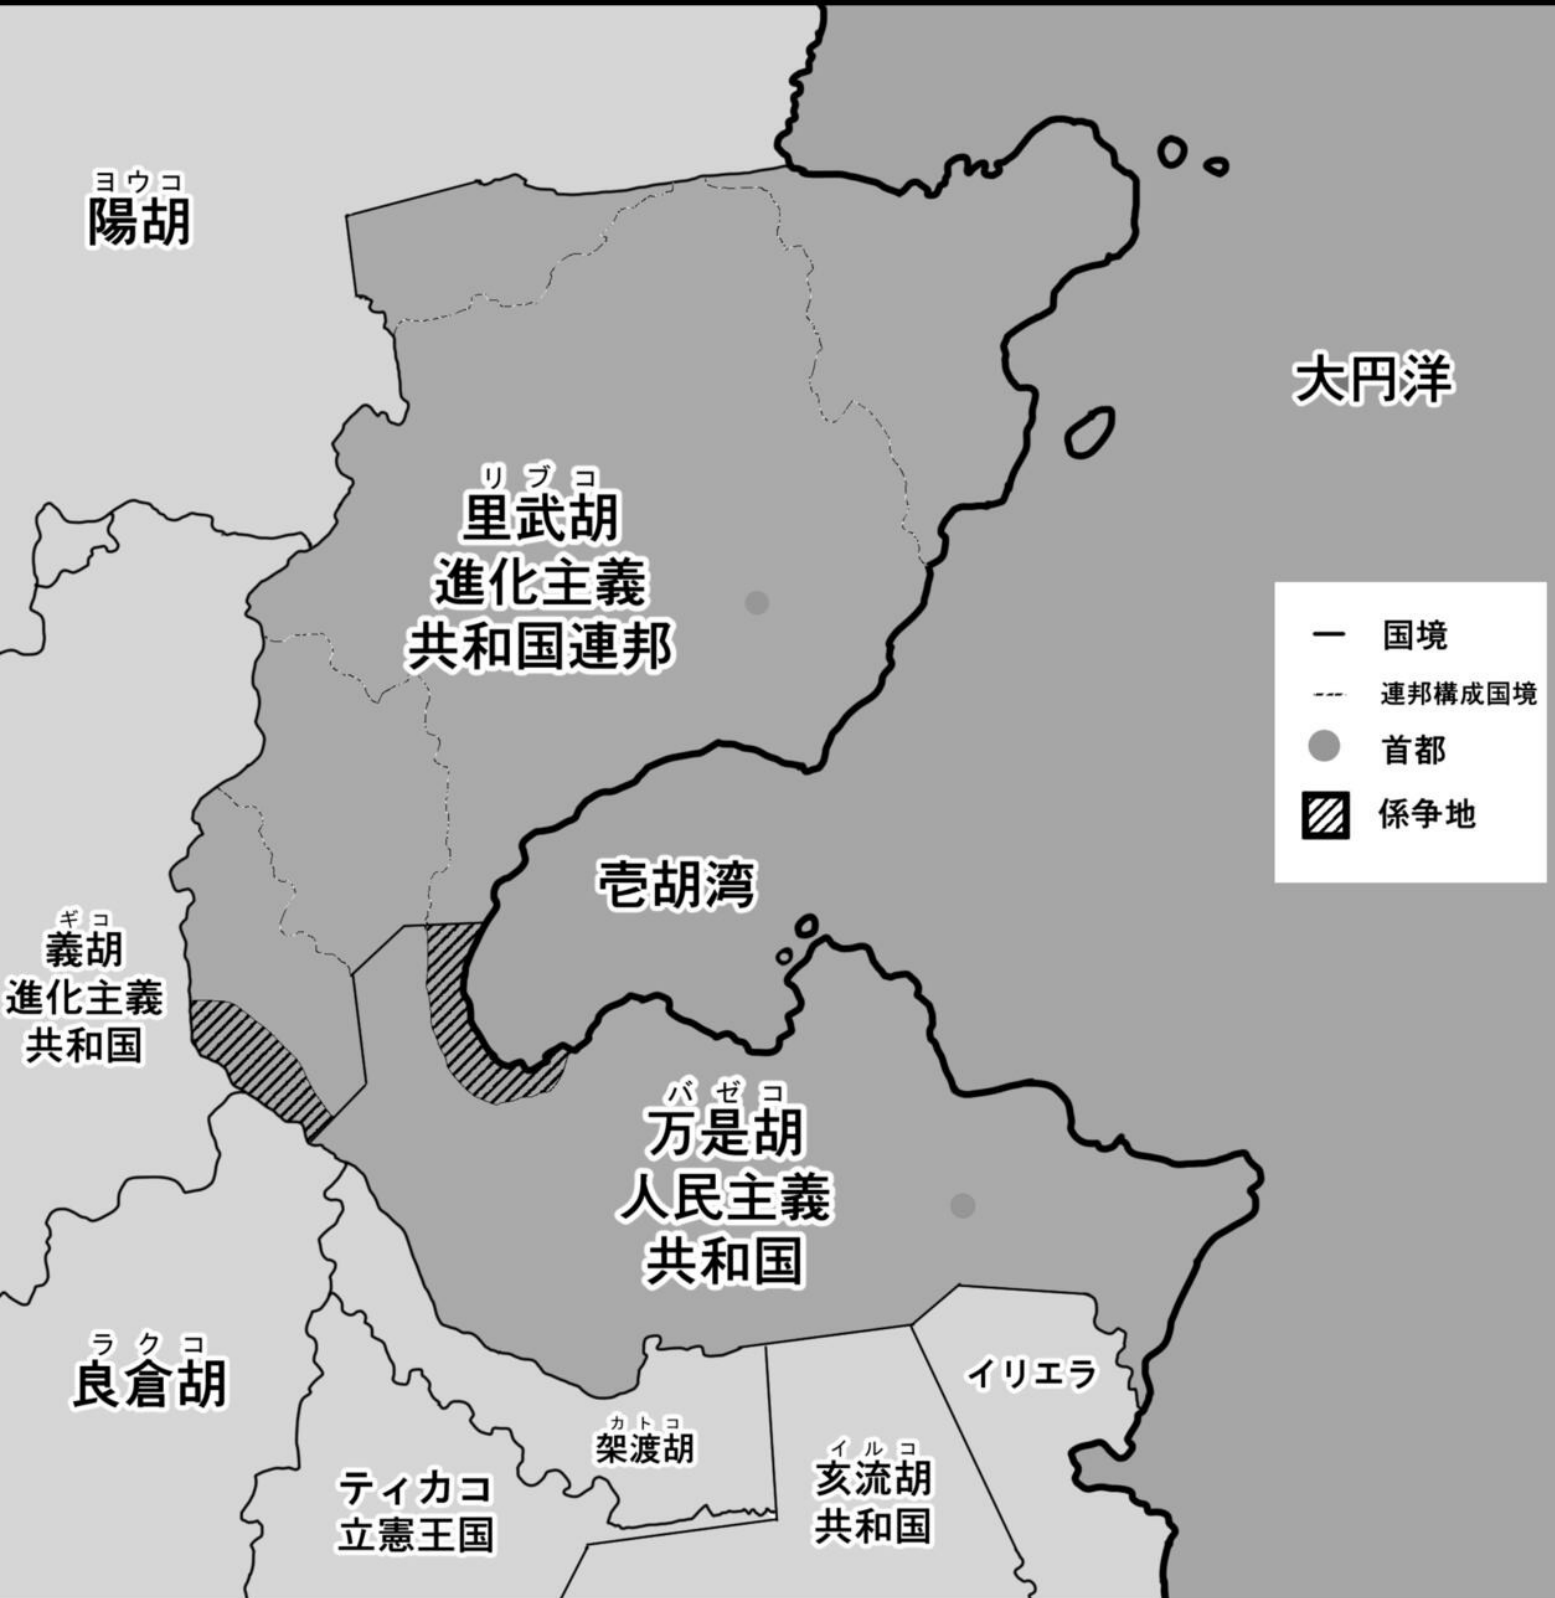 ヨウコ
陽胡
大円洋
リブコ
里武胡
進化主義
共和国連邦
国境
連邦構成国境
首都
係争地
壱胡湾
ギコ
義胡
進化主義
共和国
バゼコ
万是胡
人民主義
共和国
ラクコ
良倉胡
イリエラ
カトコ
架渡胡
イルコ
亥流胡
共和国
ティカコ
立憲王国